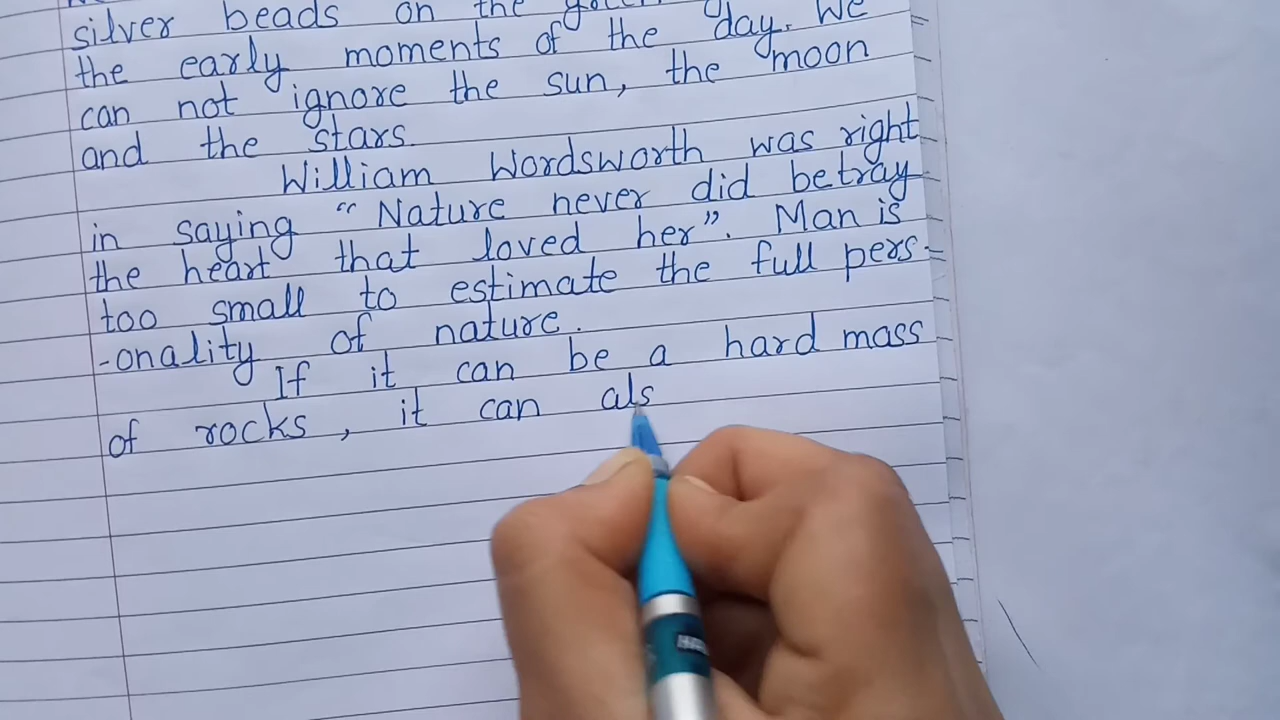 silver beads on the
the early moments of the day. We
can not ignore the sun, the moon
and the stars.
William Wordsworth was right
in saying “Nature never did betray
the heart that loved her”. Man is
too small to estimate the full pers-
-onality of nature.
If it can be a hard mass
of rocks, it can als